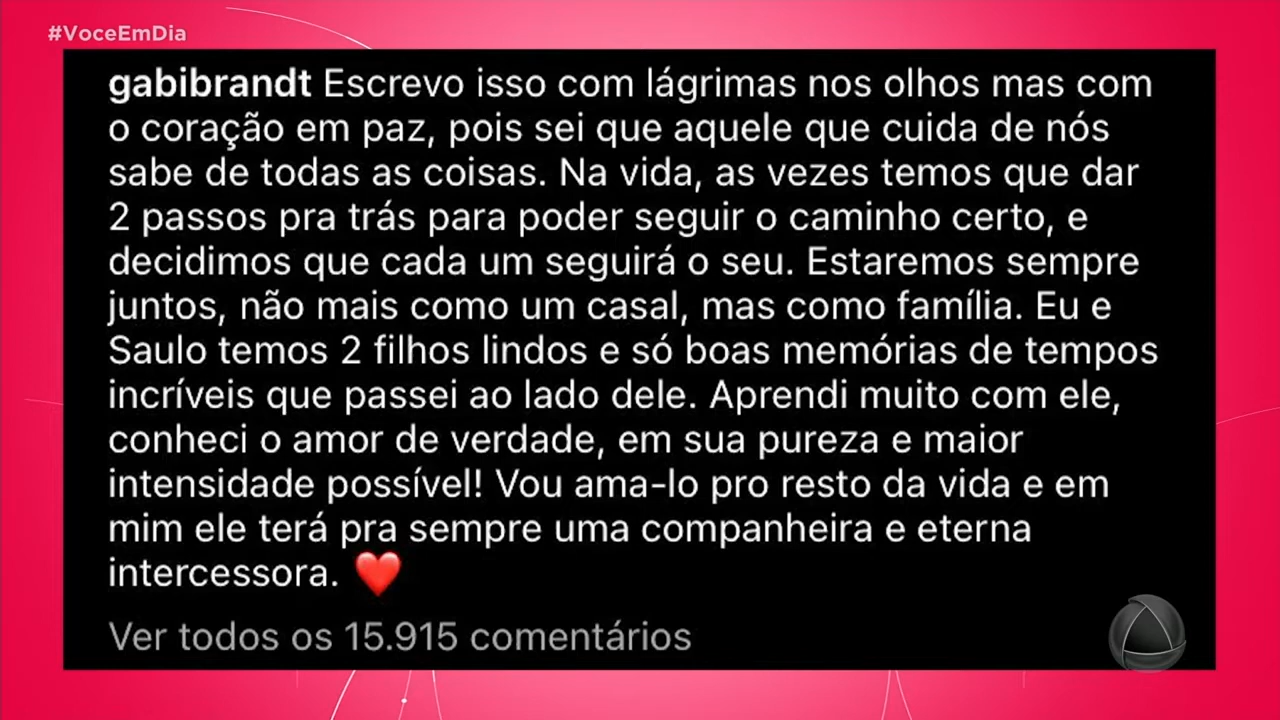 #VoceEmDia
gabibrandt Escrevo isso com lágrimas nos olhos mas com
o coração em paz, pois sei que aquele que cuida de nós
sabe de todas as coisas. Na vida, as vezes temos que dar
2 passos pra trás para poder seguir o caminho certo, e
decidimos que cada um seguirá o seu. Estaremos sempre
juntos, não mais como um casal, mas como família. Eu e
Saulo temos 2 filhos lindos e só boas memórias de tempos
incríveis que passei ao lado dele. Aprendi muito com ele,
conheci o amor de verdade, em sua pureza e maior
intensidade possível! Vou ama-lo pro resto da vida e em
mim ele terá pra sempre uma companheira e eterna
intercessora. ❤️
Ver todos os 15.915 comentários